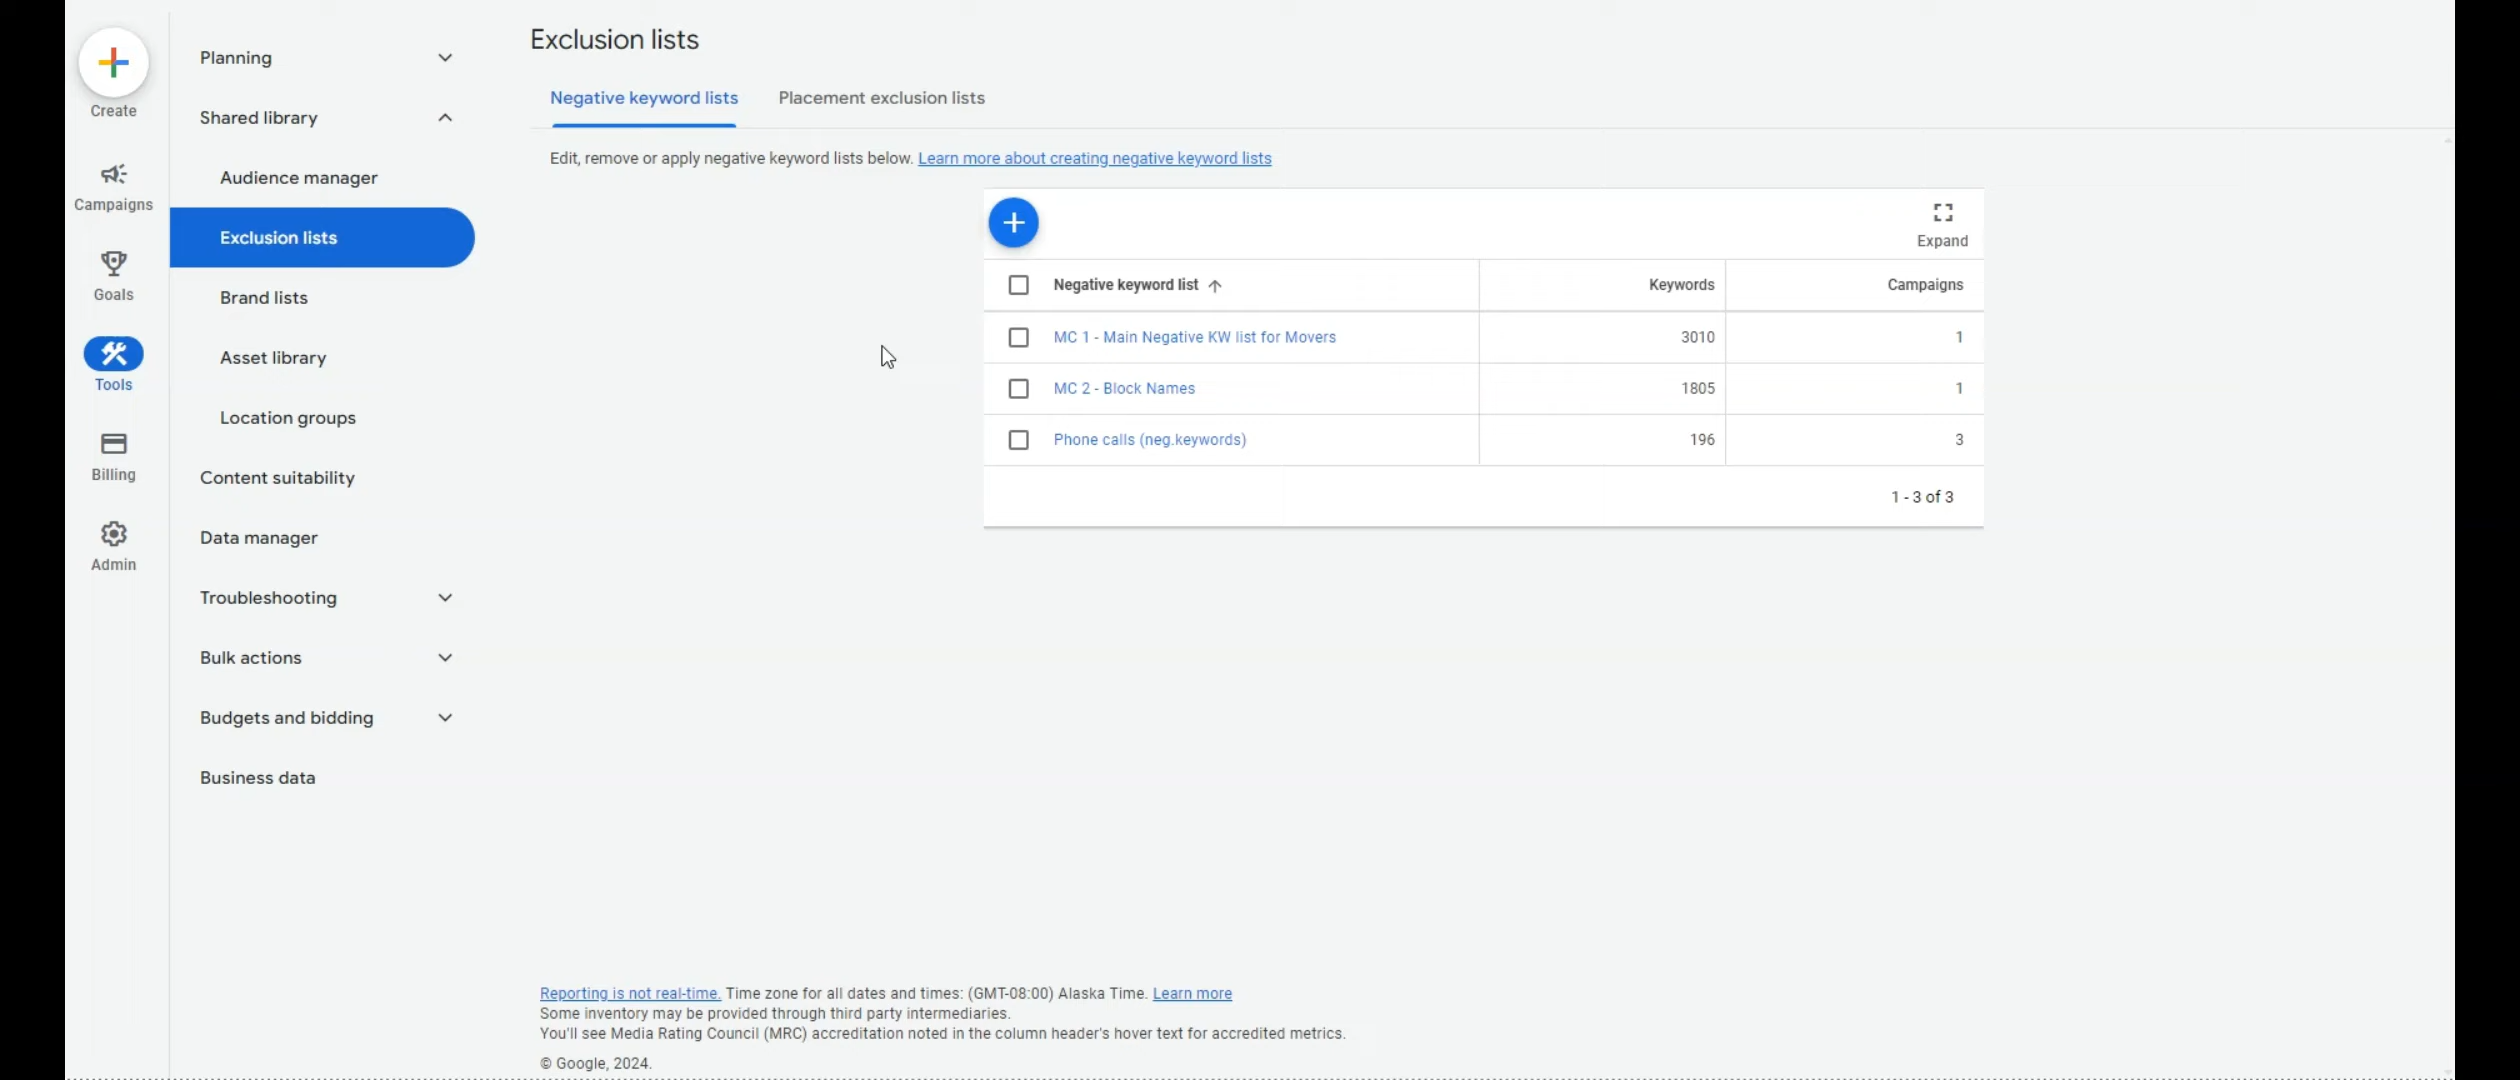 Create
Campaigns
Goals
Tools
Billing
Admin
Planning
Shared library
Audience manager
Exclusion lists
Brand lists
Asset library
Location groups
Content suitability
Data manager
Troubleshooting
Bulk actions
Budgets and bidding
Business data
Exclusion lists
Negative keyword lists Placement exclusion lists
Edit, remove or apply negative keyword lists below. Learn more about creating negative keyword lists
Expand
Negative keyword list Keywords Campaigns
MC 1 - Main Negative KW list for Movers 3010 1
MC 2 - Block Names 1805 1
Phone calls (neg.keywords) 196 3
1 - 3 of 3
Reporting is not real-time. Time zone for all dates and times: (GMT-08:00) Alaska Time. Learn more
Some inventory may be provided through third party intermediaries.
You'll see Media Rating Council (MRC) accreditation noted in the column header's hover text for accredited metrics.
© Google, 2024.